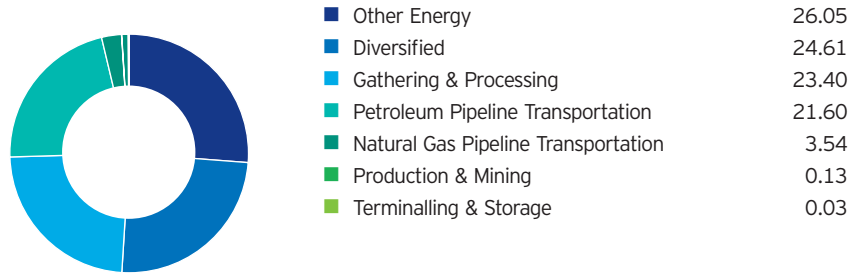 Other Energy 26.05
Diversified 24.61
Gathering & Processing 23.40
Petroleum Pipeline Transportation 21.60
Natural Gas Pipeline Transportation 3.54
Production & Mining 0.13
Terminalling & Storage 0.03